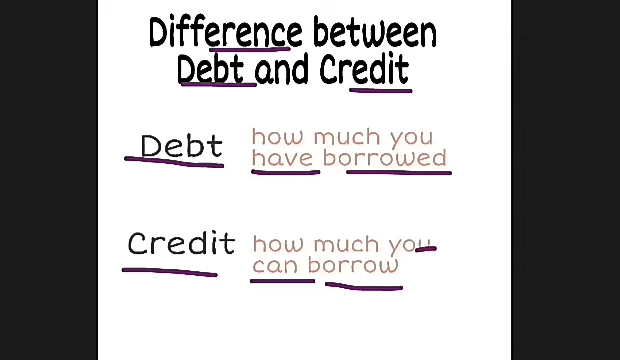 Difference between
Debt and Credit
Debt
how much you
have borrowed
Credit
how much you
can borrow